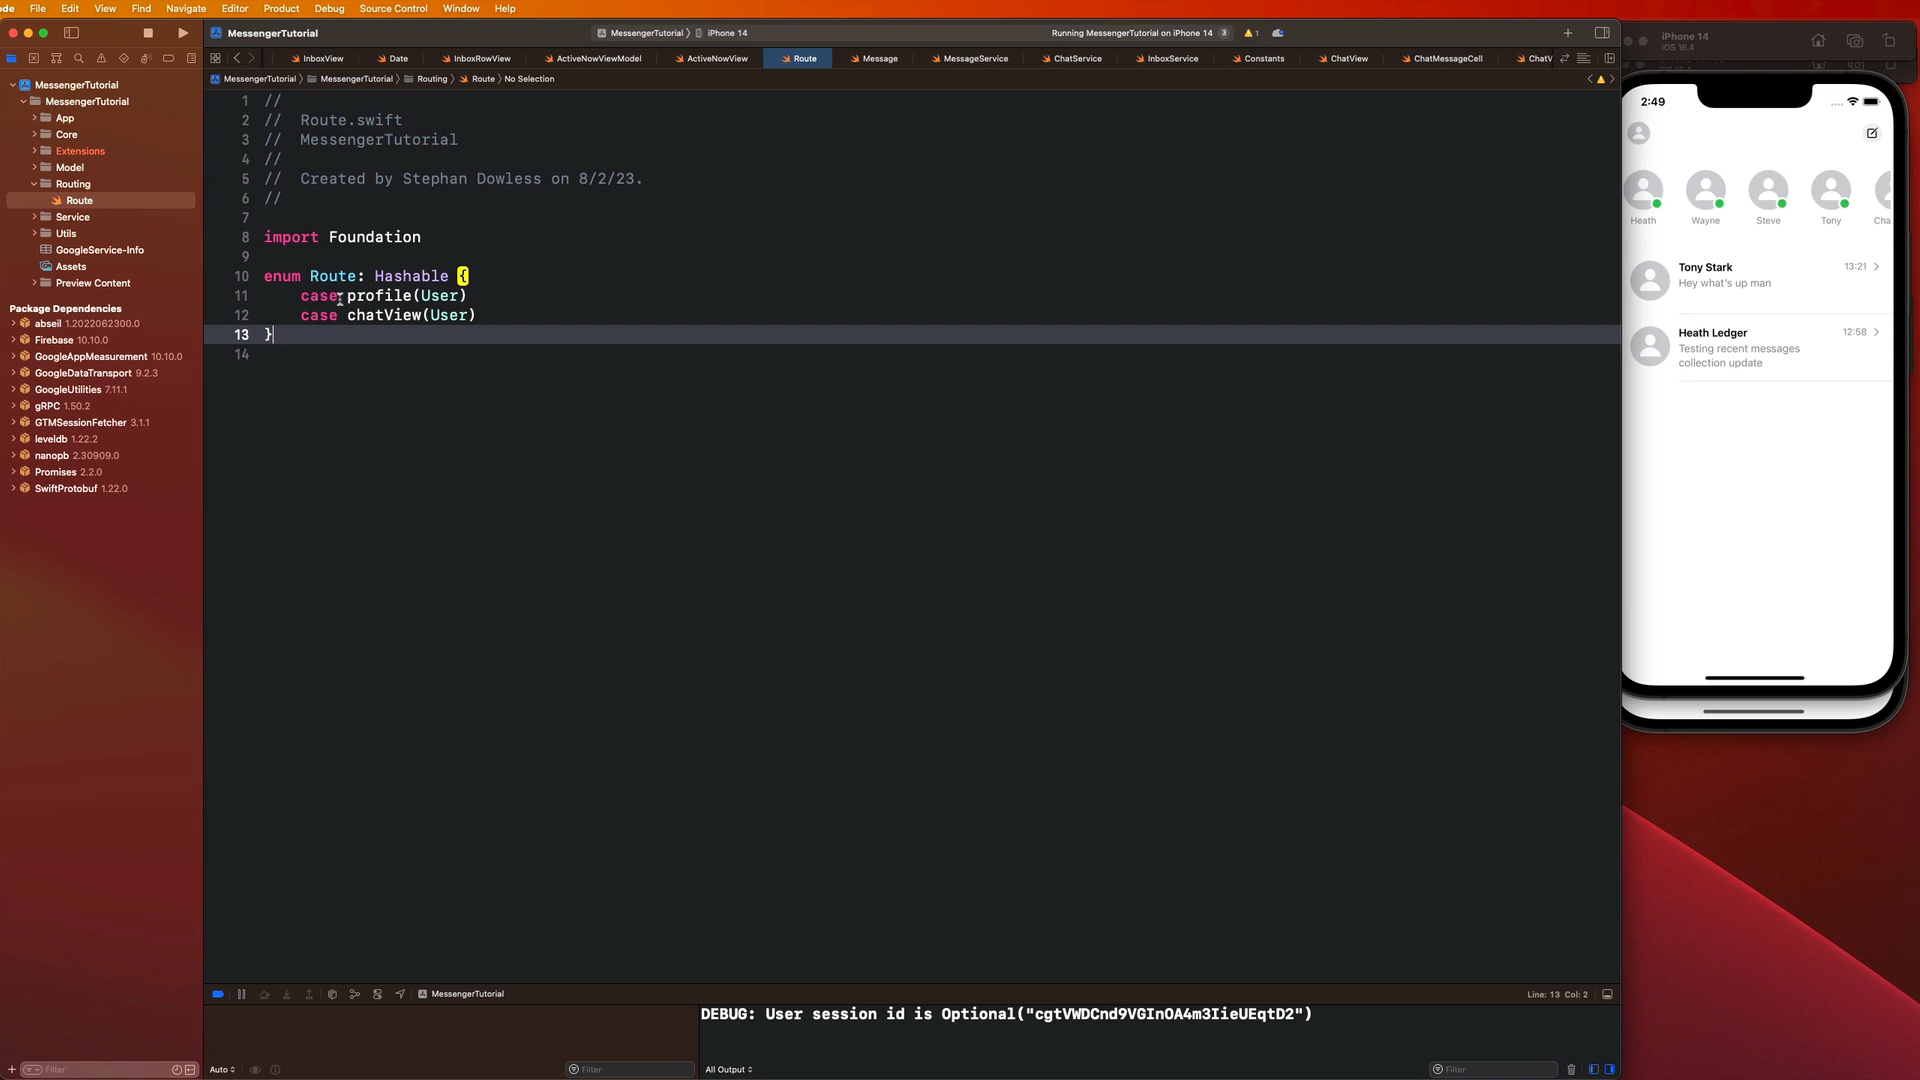 ode File Edit View Find Navigate Editor Product Debug Source Control Window Help
MessengerTutorial
MessengerTutorial
App
Core
Extensions
Model
Routing
Route
Service
Utils
GoogleService-Info
Assets
Preview Content
Package Dependencies
abseil 1.2022062300.0
Firebase 10.10.0
GoogleAppMeasurement 10.10.0
GoogleDataTransport 9.2.3
GoogleUtilities 7.11.1
gRPC 1.50.2
GTMSessionFetcher 3.1.1
leveldb 1.22.2
nanopb 2.30909.0
Promises 2.2.0
SwiftProtobuf 1.22.0
Filter
MessengerTutorial
MessengerTutorial iPhone 14
Running MessengerTutorial on iPhone 14 3 1
InboxView Date InboxRowView ActiveNowViewModel ActiveNowView Route Message MessageService ChatService InboxService Constants ChatView ChatMessageCell ChatV
MessengerTutorial MessengerTutorial Routing Route No Selection
1 //
2 // Route.swift
3 // MessengerTutorial
4 //
5 // Created by Stephan Dowless on 8/2/23.
6 //
7
8 import Foundation
9
10 enum Route: Hashable {
11 case profile(User)
12 case chatView(User)
13 }
14
MessengerTutorial
Line: 13 Col: 2
DEBUG: User session id is Optional("cgtVWDCnd9VGInOA4m3IieUEqtD2")
Auto
Filter
All Output
Filter
iPhone 14
iOS 16.4
2:49
Heath Wayne Steve Tony Cha
Tony Stark 13:21
Hey what's up man
Heath Ledger 12:58
Testing recent messages
collection update